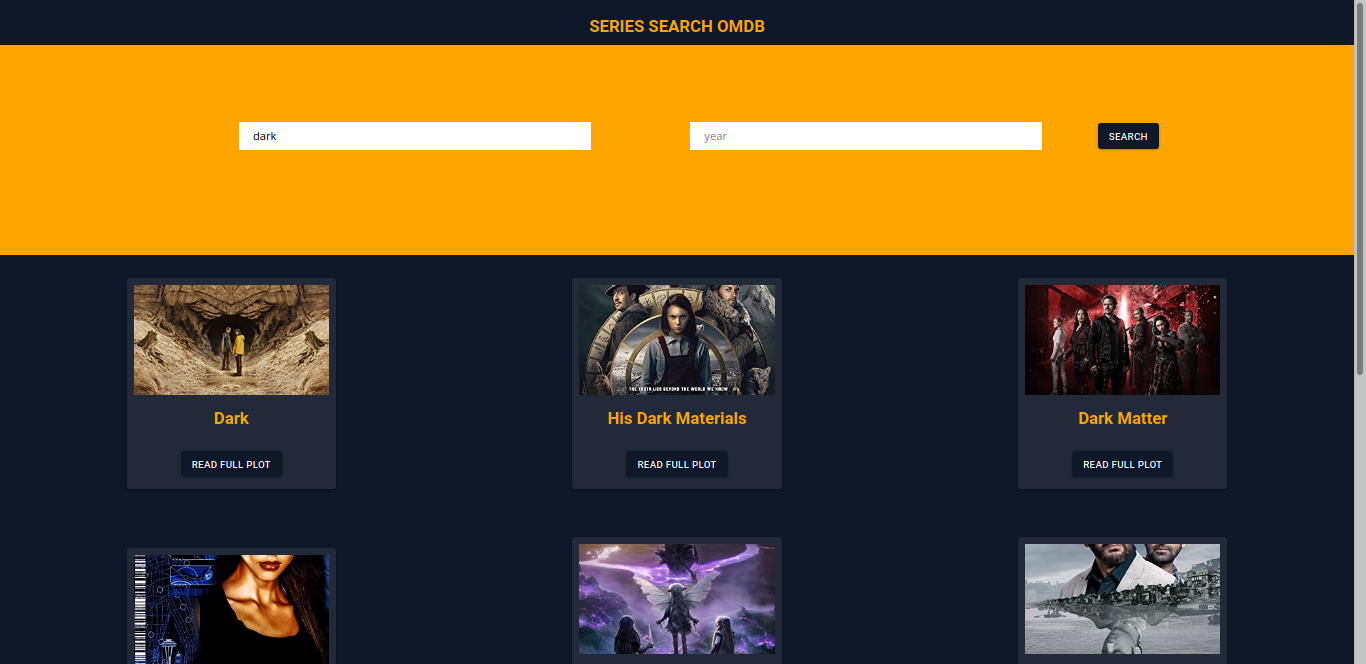 SERIES SEARCH OMDB
dark
year
SEARCH
THE TRUTH LIES BEYOND THE WORLD WE KNOW
Dark
His Dark Materials
Dark Matter
READ FULL PLOT
READ FULL PLOT
READ FULL PLOT